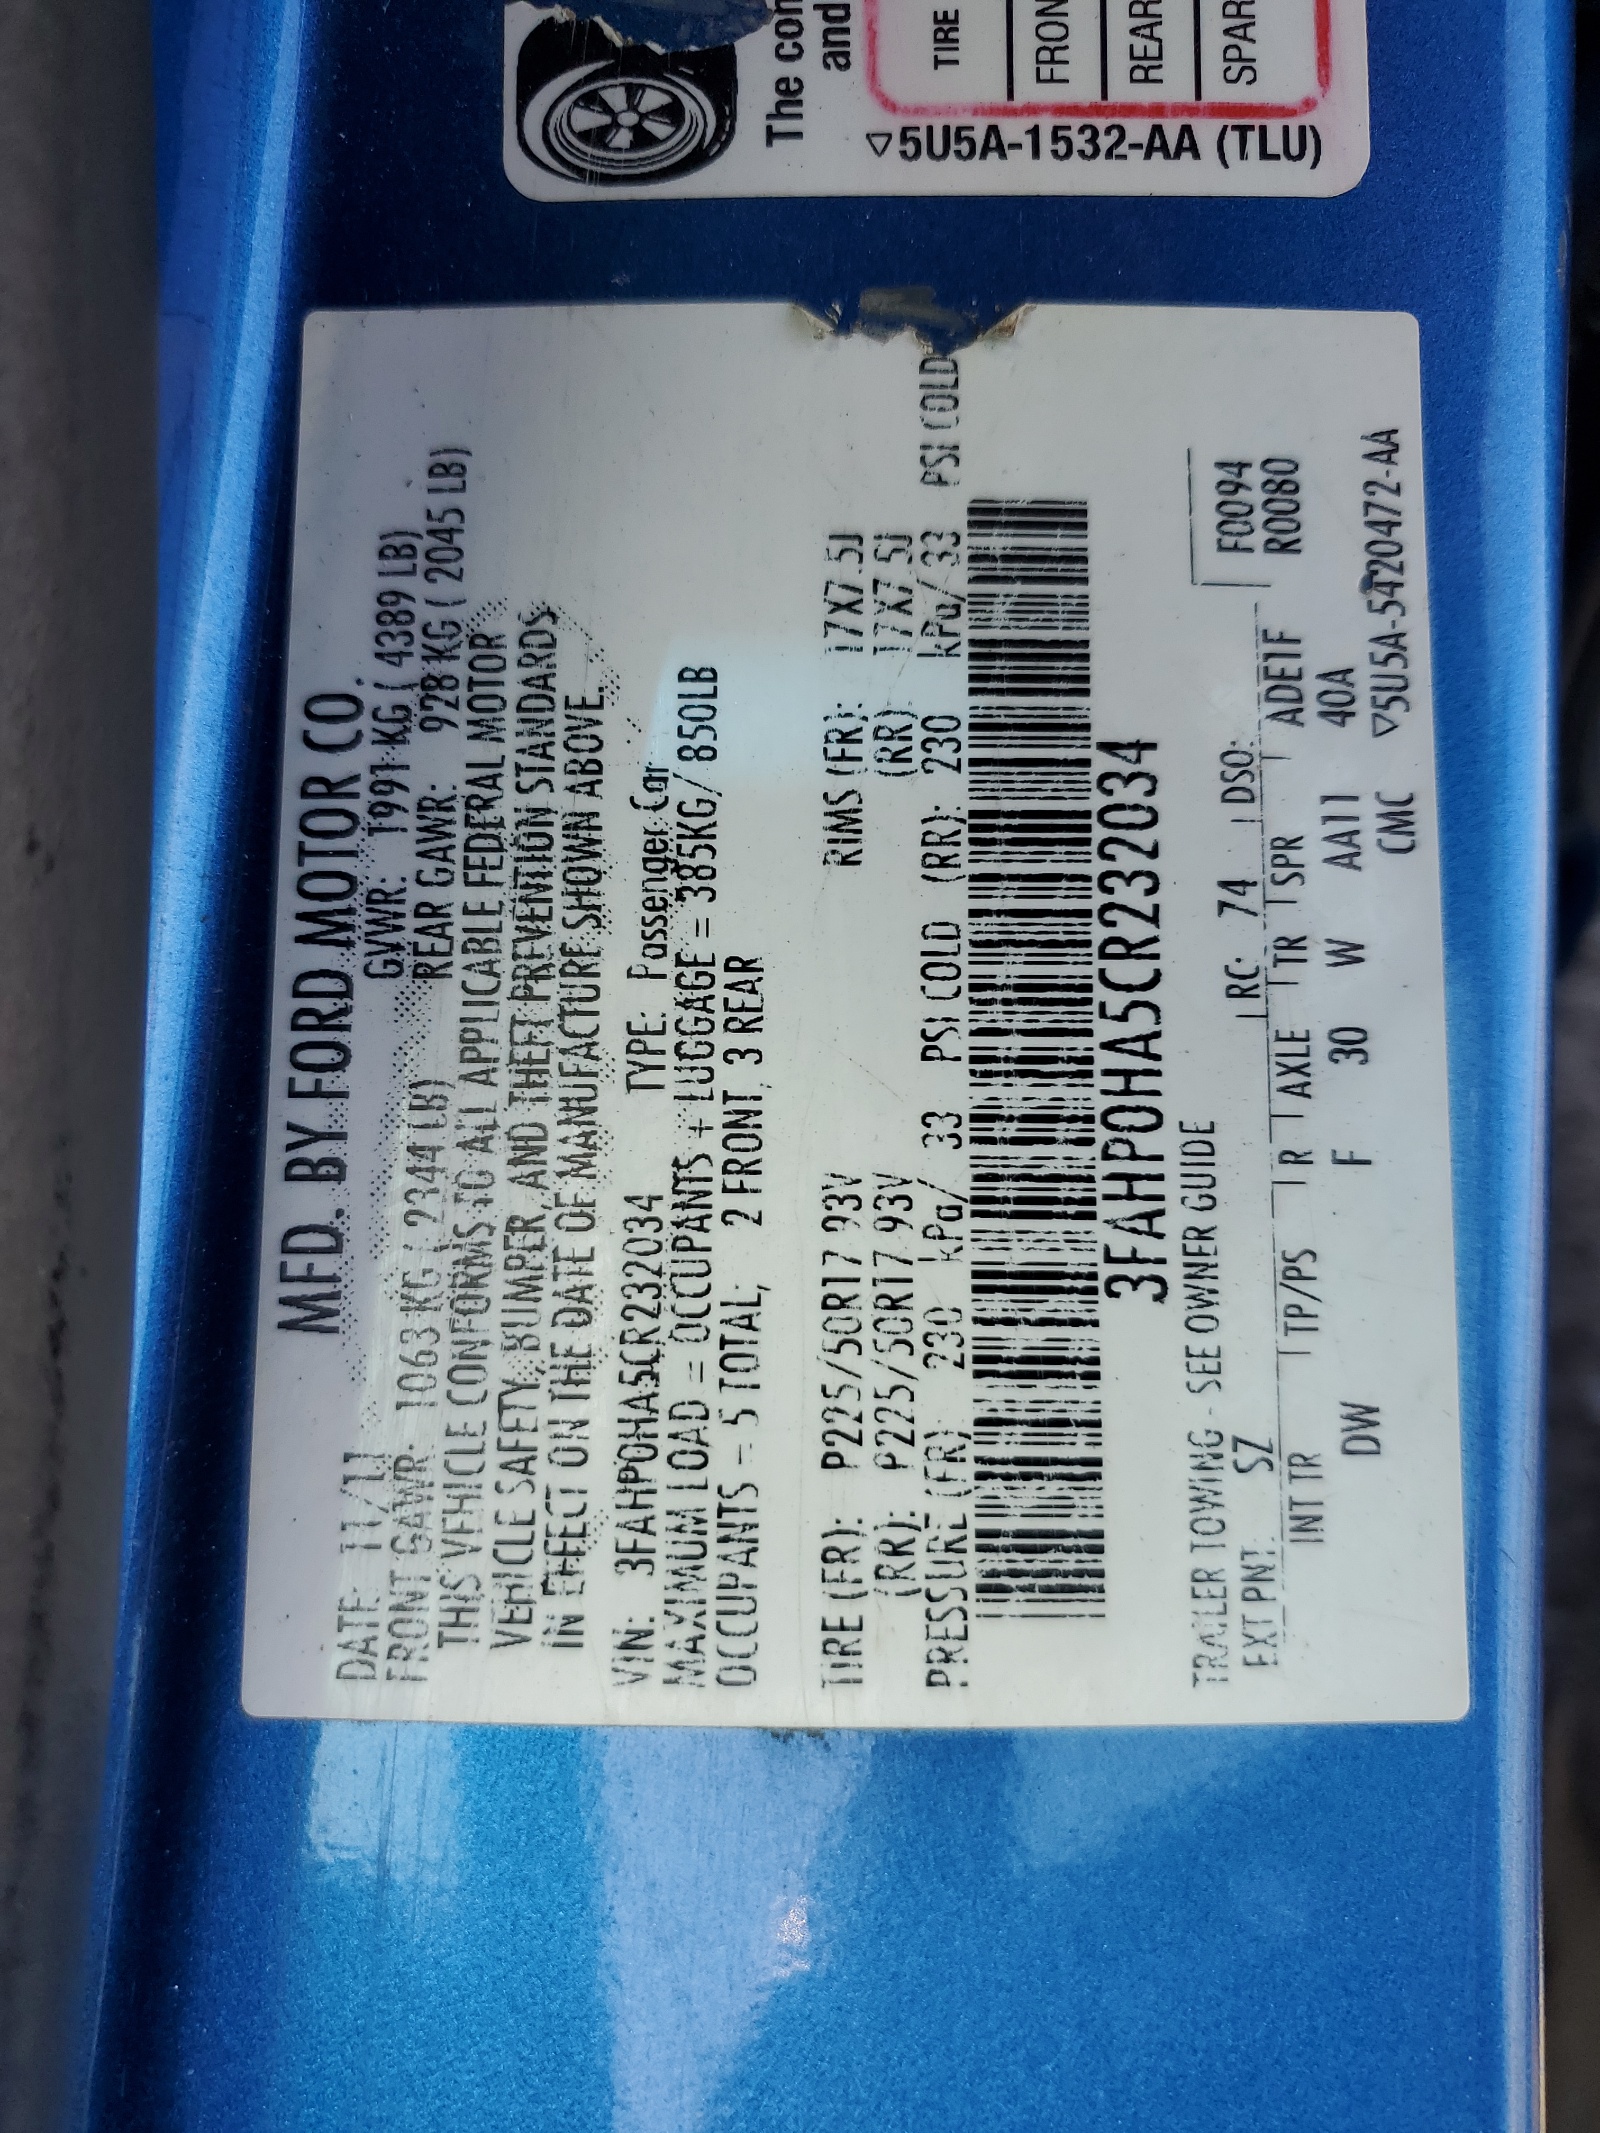 MFD. BY FORD MOTOR CO.
DATE: 11/11 GVWR: 1991 KG ( 4389 LB)
FRONT GAWR: 1063 KG ( 2344 LB) REAR GAWR: 928 KG ( 2045 LB)
THIS VEHICLE CONFORMS TO ALL APPLICABLE FEDERAL MOTOR
VEHICLE SAFETY, BUMPER, AND THEFT PREVENTION STANDARDS
IN EFFECT ON THE DATE OF MANUFACTURE SHOWN ABOVE.
VIN: 3FAHP0HA5CR232034 TYPE: Passenger Car
MAXIMUM LOAD = OCCUPANTS + LUGGAGE = 385KG/ 850LB
OCCUPANTS = 5 TOTAL; 2 FRONT, 3 REAR
TIRE (FR): P225/50R17 93V RIMS (FR): 17X7.5J
(RR): P225/50R17 93V (RR): 17X7.5J
PRESSURE (FR): 230 kPa/ 33 PSI COLD (RR): 230 kPa/ 33 PSI COLD
3FAHP0HA5CR232034
TRAILER TOWING - SEE OWNER GUIDE
EXT PNT: SZ RC: 74 DSO: F0094
R0080
INT TR TP/PS R AXLE TR SPR ADE1F
DW F 30 W AA11 40A
CMC ▽5U5A-5420472-AA
The con
and
TIRE
FRON
REAR
SPAR
▽5U5A-1532-AA (TLU)